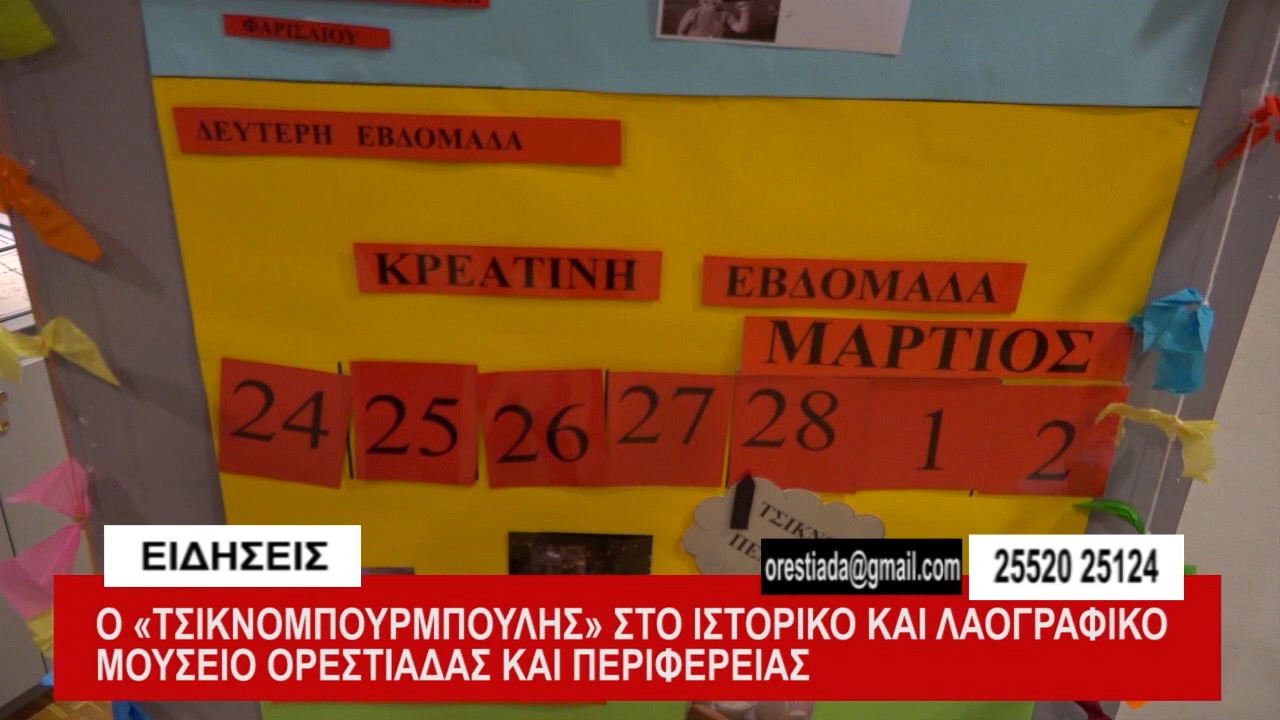 ΦΑΡΙΣΑΙΟΥ
ΔΕΥΤΕΡΗ ΕΒΔΟΜΑΔΑ
ΚΡΕΑΤΙΝΗ ΕΒΔΟΜΑΔΑ
ΜΑΡΤΙΟΣ
24 25 26 27 28 1 2
ΕΙΔΗΣΕΙΣ
orestiada@gmail.com
25520 25124
Ο «ΤΣΙΚΝΟΜΠΟΥΡΜΠΟΥΛΗΣ» ΣΤΟ ΙΣΤΟΡΙΚΟ ΚΑΙ ΛΑΟΓΡΑΦΙΚΟ
ΜΟΥΣΕΙΟ ΟΡΕΣΤΙΑΔΑΣ ΚΑΙ ΠΕΡΙΦΕΡΕΙΑΣ